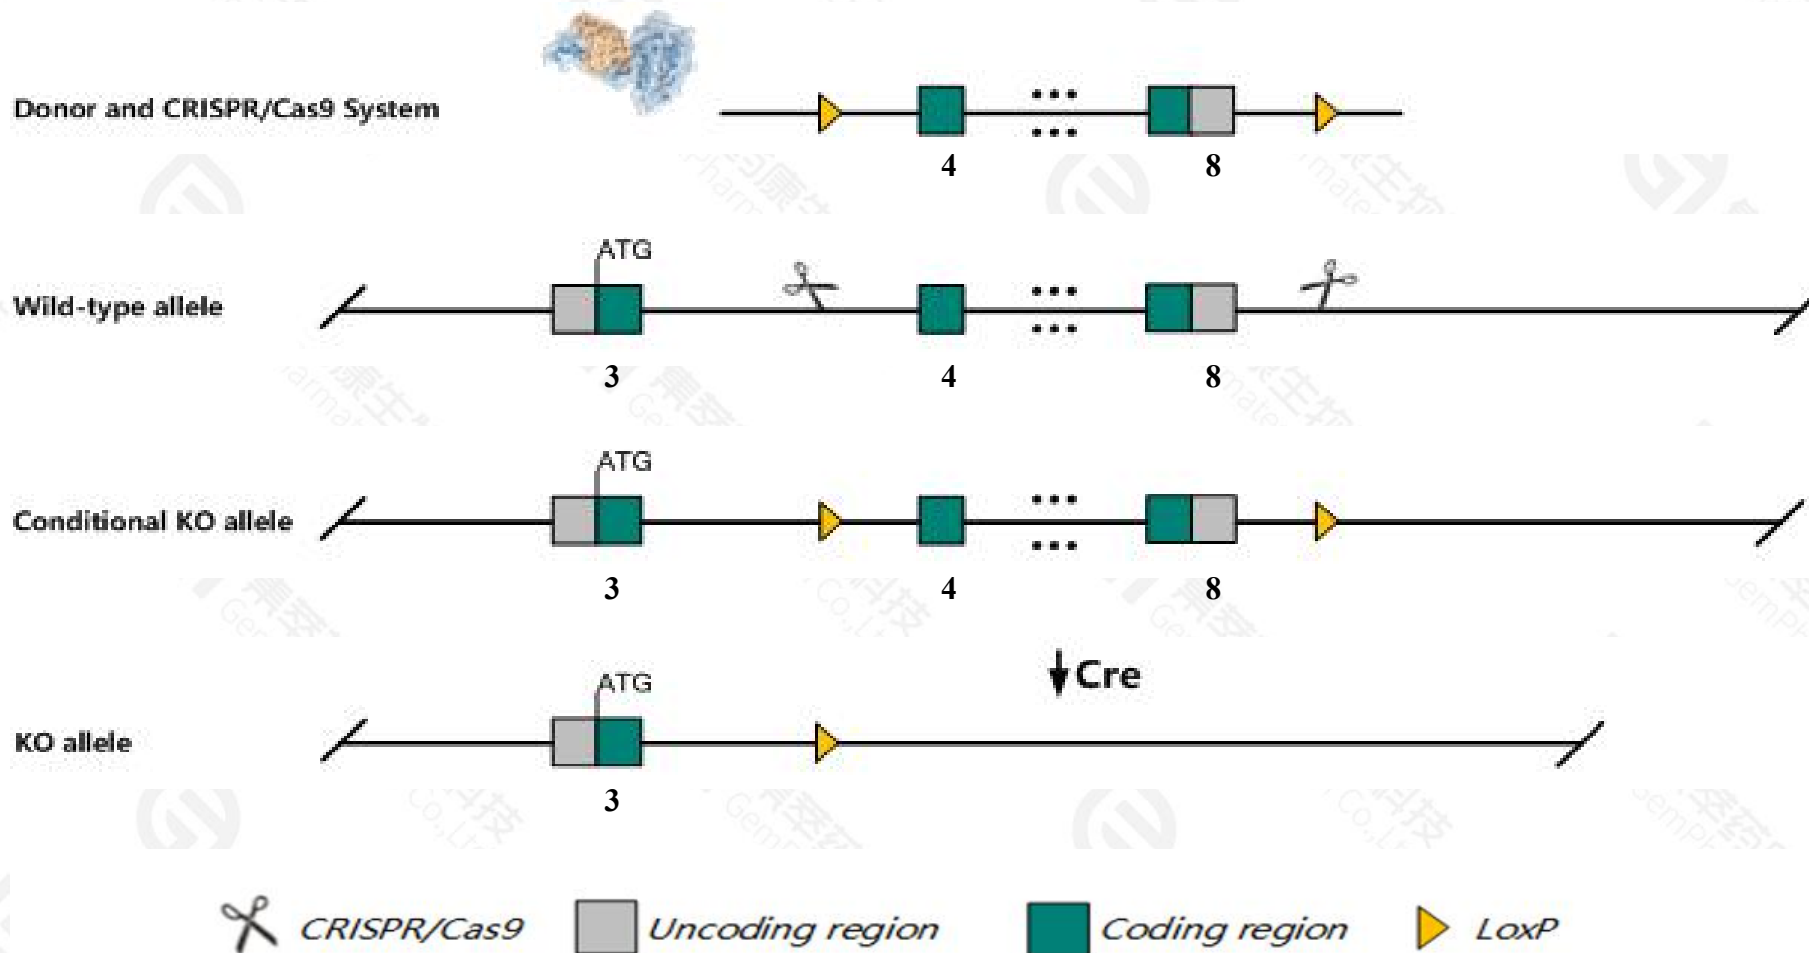 Donor and CRISPR/Cas9 System
4
8
ATG
Wild-type allele
3
4
8
ATG
Conditional KO allele
3
4
8
Cre
ATG
KO allele
3
CRISPR/Cas9
Uncoding region
Coding region
LoxP